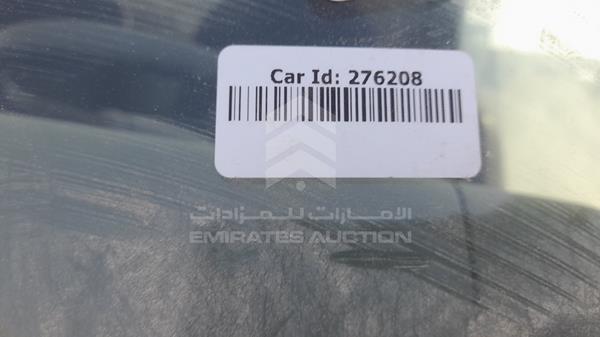 Car Id: 276208
الامارات للمزادات
EMIRATES AUCTION